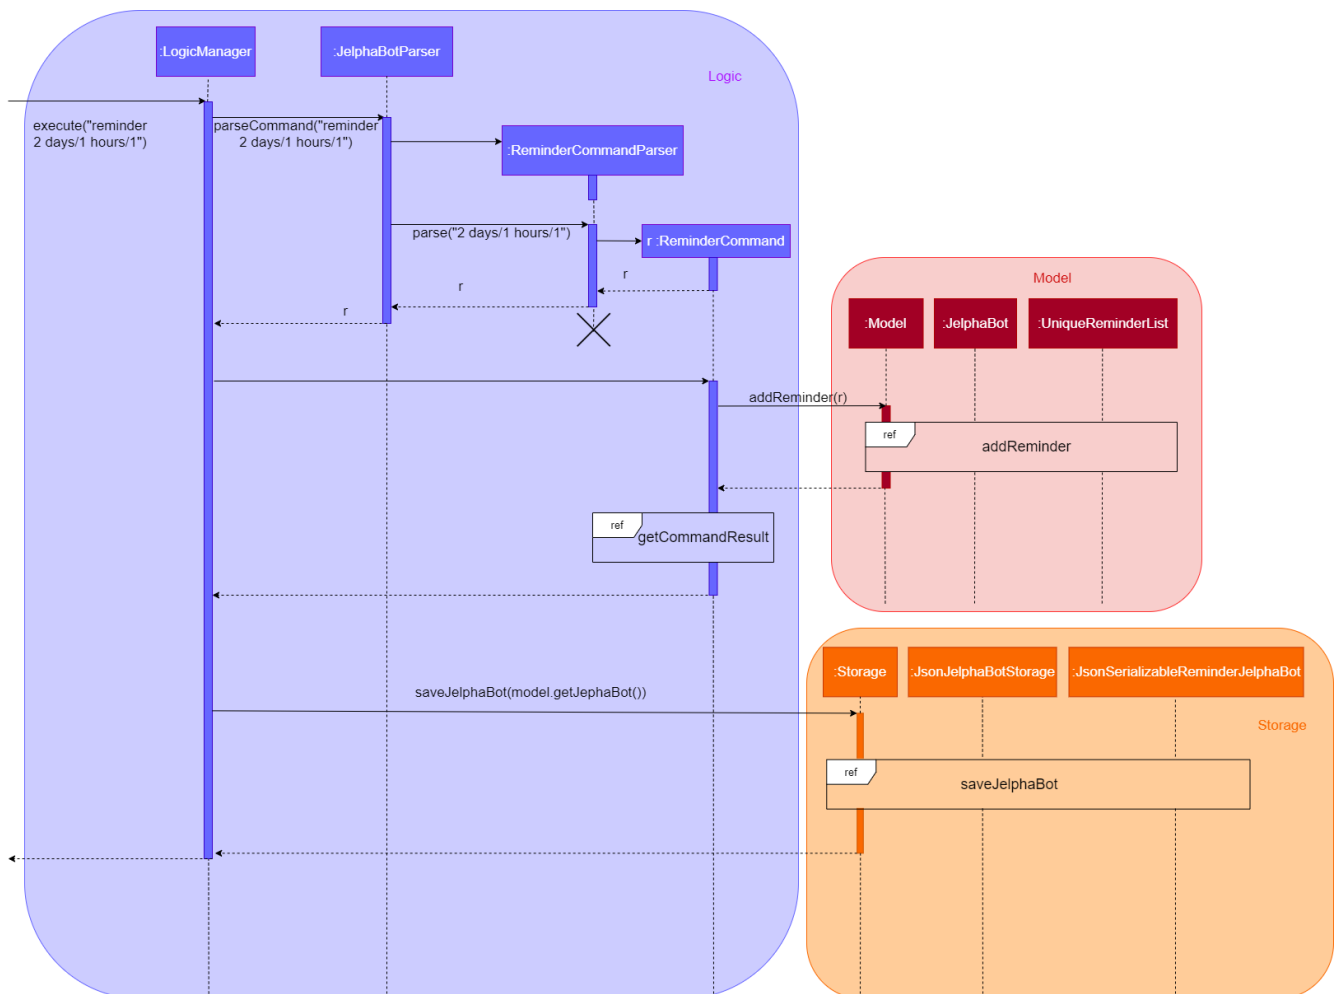 :LogicManager
:JelphaBotParser
Logic
execute("reminder
2 days/1 hours/1")
parseCommand("reminder
2 days/1 hours/1")
:ReminderCommandParser
parse("2 days/1 hours/1")
r :ReminderCommand
r
r
r
Model
:Model
:JelphaBot
:UniqueReminderList
addReminder(r)
ref
addReminder
ref
getCommandResult
:Storage
:JsonJelphaBotStorage
:JsonSerializableReminderJelphaBot
saveJelphaBot(model.getJephaBot())
Storage
ref
saveJelphaBot